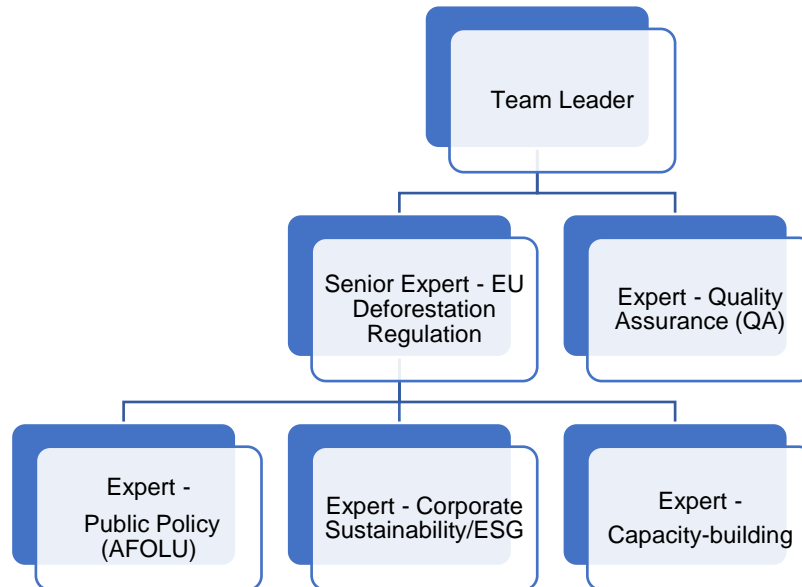 Team Leader
Senior Expert - EU
Deforestation
Regulation
Expert - Quality
Assurance (QA)
Expert -
Public Policy
(AFOLU)
Expert - Corporate
Sustainability/ESG
Expert -
Capacity-building